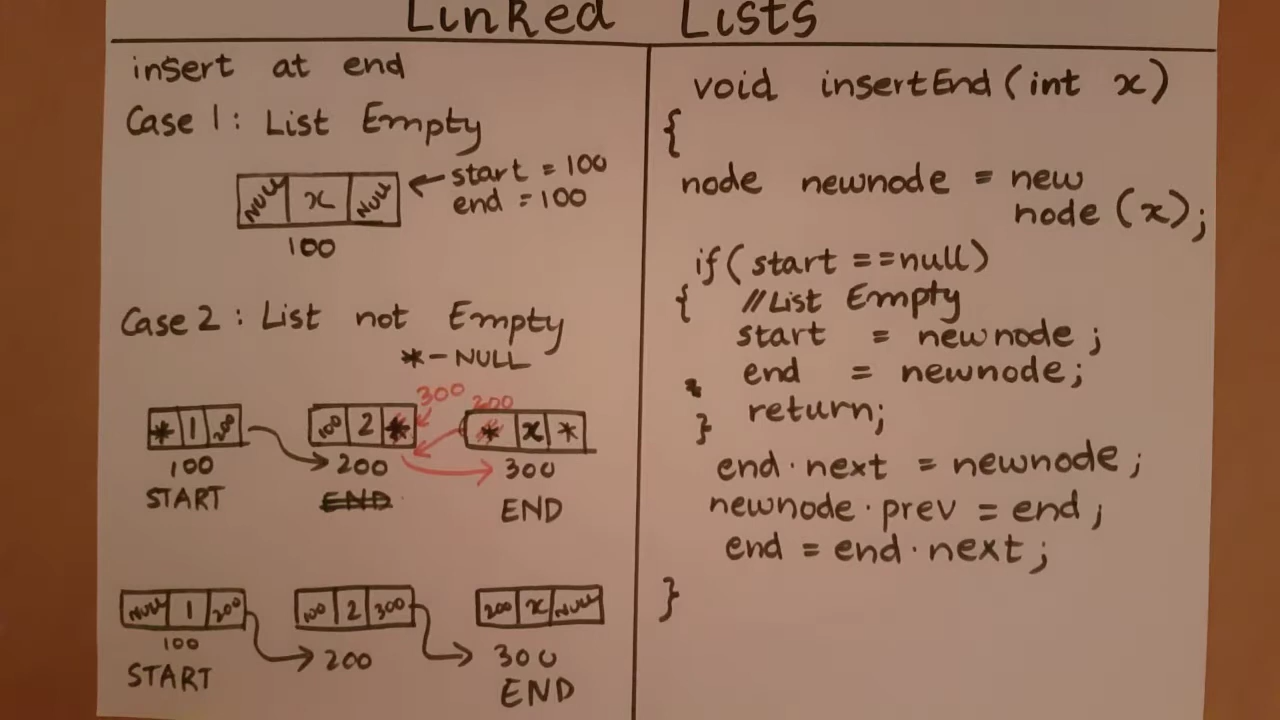 Linked Lists
insert at end
Case 1: List Empty
NULL x NULL
start = 100
end = 100
100
Case 2: List not Empty
*-NULL
300
200
* 1 200
100 2 *
* x *
100
200
300
START
END
END
NULL 1 200
100 2 300
200 x NULL
100
200
300
START
END
void insertEnd(int x)
{
node newnode = new
node(x);
if(start ==null)
{ //List Empty
start = newnode;
end = newnode;
} return;
end.next = newnode;
newnode.prev = end;
end = end.next;
}